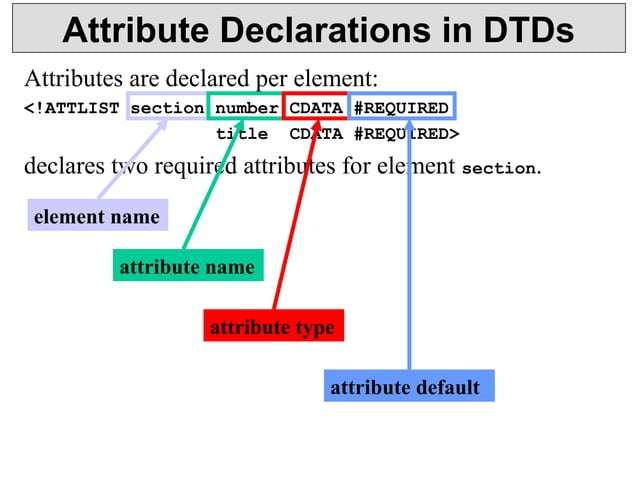 Attribute Declarations in DTDs
Attributes are declared per element:
<!ATTLIST section number CDATA #REQUIRED
title CDATA #REQUIRED>
declares two required attributes for element section.
element name
attribute name
attribute type
attribute default